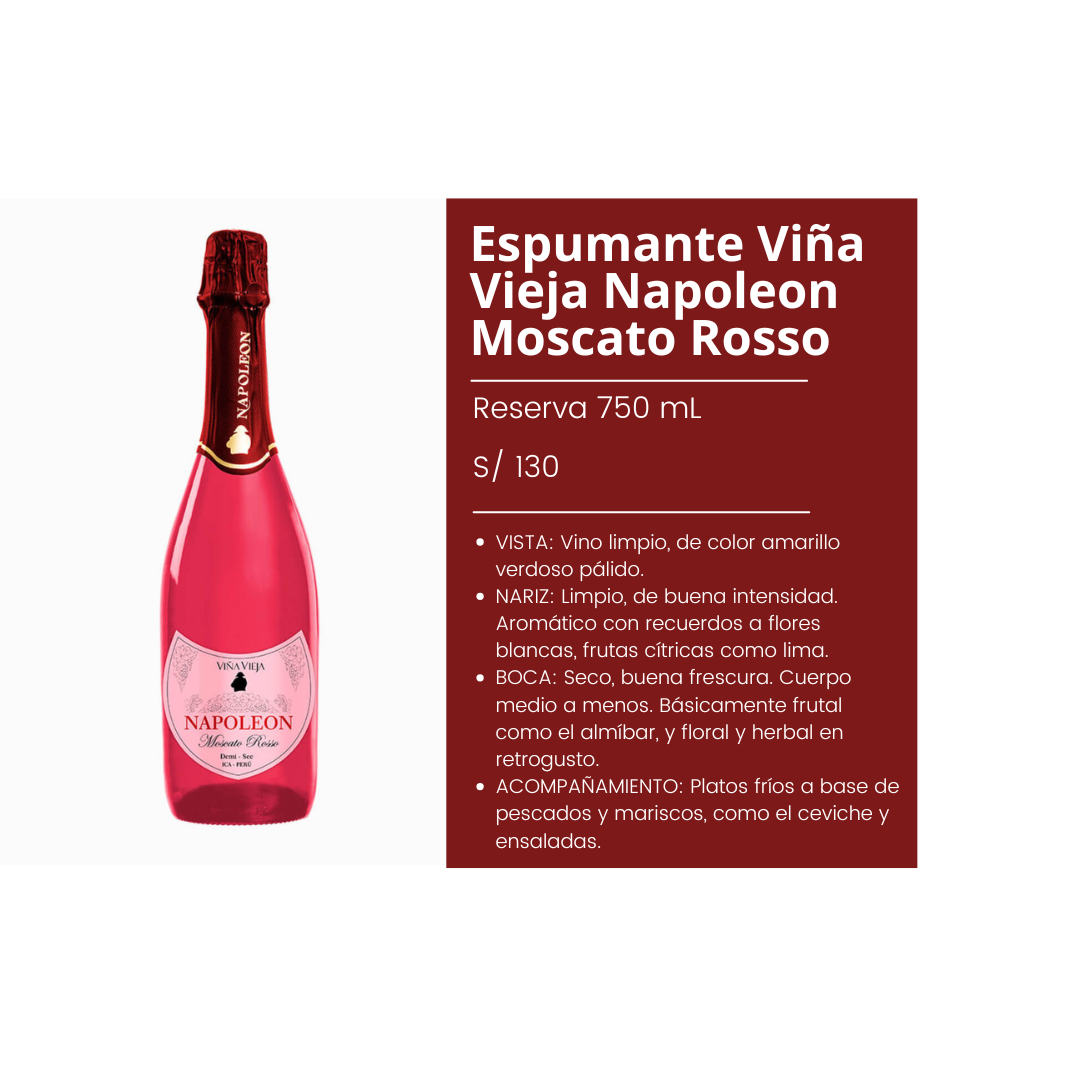 NAPOLEON
VIÑA VIEJA
NAPOLEON
Moscato Rosso
Demi - Sec
ICA - PERÚ
Espumante Viña
Vieja Napoleon
Moscato Rosso
Reserva 750 mL
S/ 130
• VISTA: Vino limpio, de color amarillo
verdoso pálido.
• NARIZ: Limpio, de buena intensidad.
Aromático con recuerdos a flores
blancas, frutas cítricas como lima.
• BOCA: Seco, buena frescura. Cuerpo
medio a menos. Básicamente frutal
como el almíbar, y floral y herbal en
retrogusto.
• ACOMPAÑAMIENTO: Platos fríos a base de
pescados y mariscos, como el ceviche y
ensaladas.